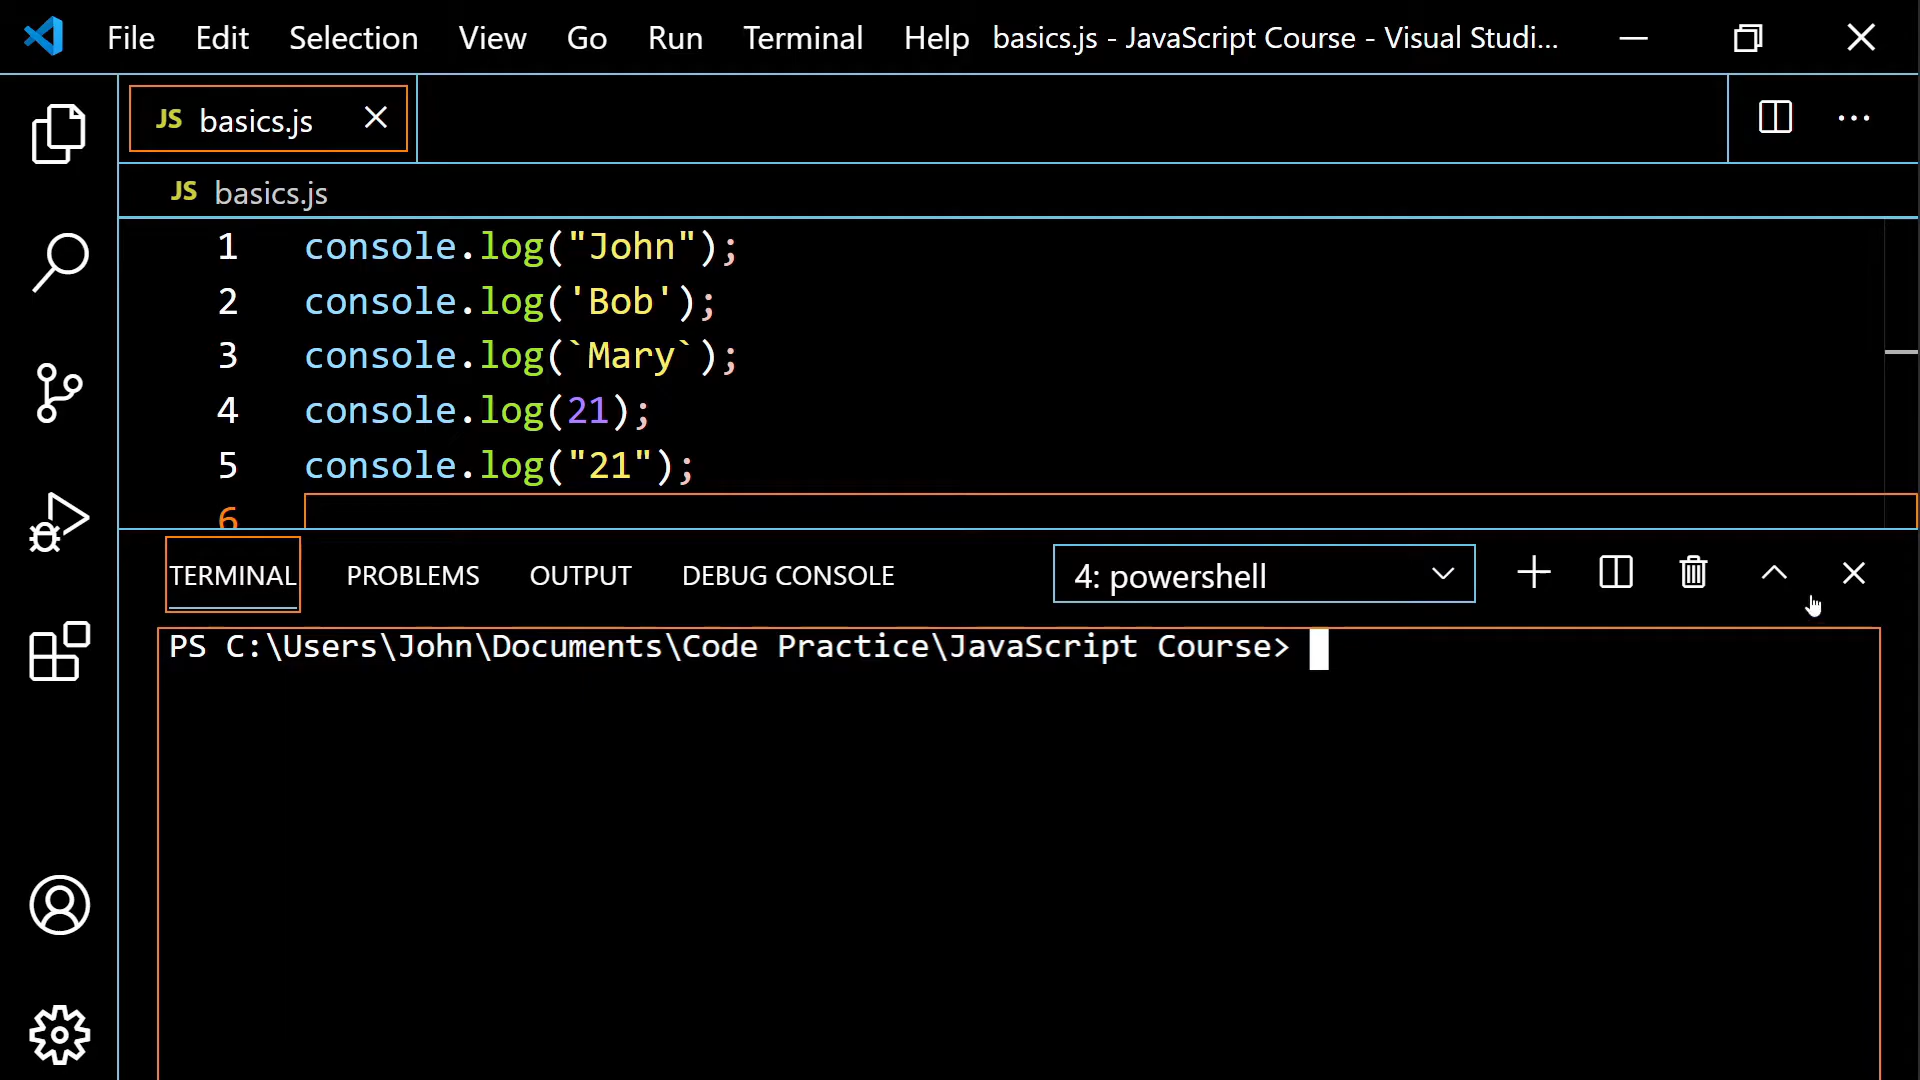 File Edit Selection View Go Run Terminal Help basics.js - JavaScript Course - Visual Studi...
JS basics.js
JS basics.js
1 console.log("John");
2 console.log('Bob');
3 console.log(`Mary`);
4 console.log(21);
5 console.log("21");
6
TERMINAL PROBLEMS OUTPUT DEBUG CONSOLE 4: powershell
PS C:\Users\John\Documents\Code Practice\JavaScript Course>